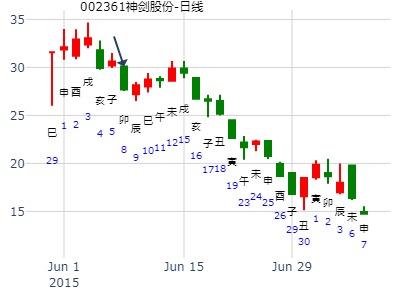 002361神剑股份-日线
35
30
25
20
15
巳
29
申
1
酉
2
戌
3
亥
4
子
5
卯
8
辰
9
巳
10
午
11
未
12
戌
15
亥
16
子
17
丑
18
寅
19
午
23
未
24
申
25
酉
26
子
29
丑
30
寅
1
卯
2
辰
3
未
6
申
7
Jun 1
2015
Jun 15
Jun 29